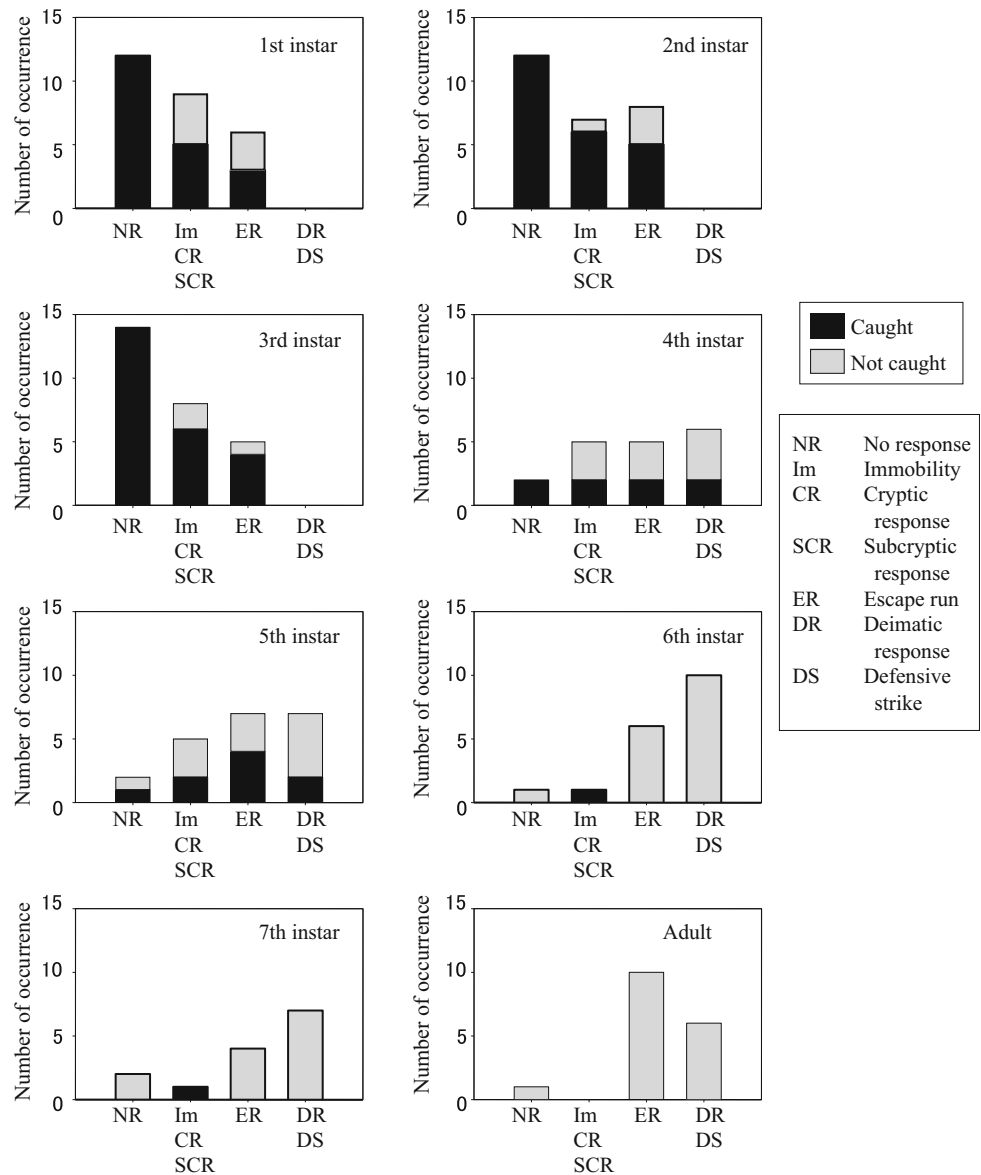 Number of occurrence
15
10
5
0
1st instar
NR Im ER DR
CR DS
SCR
Number of occurrence
15
10
5
0
2nd instar
NR Im ER DR
CR DS
SCR
Number of occurrence
15
10
5
0
3rd instar
NR Im ER DR
CR DS
SCR
Number of occurrence
15
10
5
0
4th instar
NR Im ER DR
CR DS
SCR
Caught
Not caught
NR No response
Im Immobility
CR Cryptic
response
SCR Subcryptic
response
ER Escape run
DR Deimatic
response
DS Defensive
strike
Number of occurrence
15
10
5
0
5th instar
NR Im ER DR
CR DS
SCR
Number of occurrence
15
10
5
0
6th instar
NR Im ER DR
CR DS
SCR
Number of occurrence
15
10
5
0
7th instar
NR Im ER DR
CR DS
SCR
Number of occurrence
15
10
5
0
Adult
NR Im ER DR
CR DS
SCR